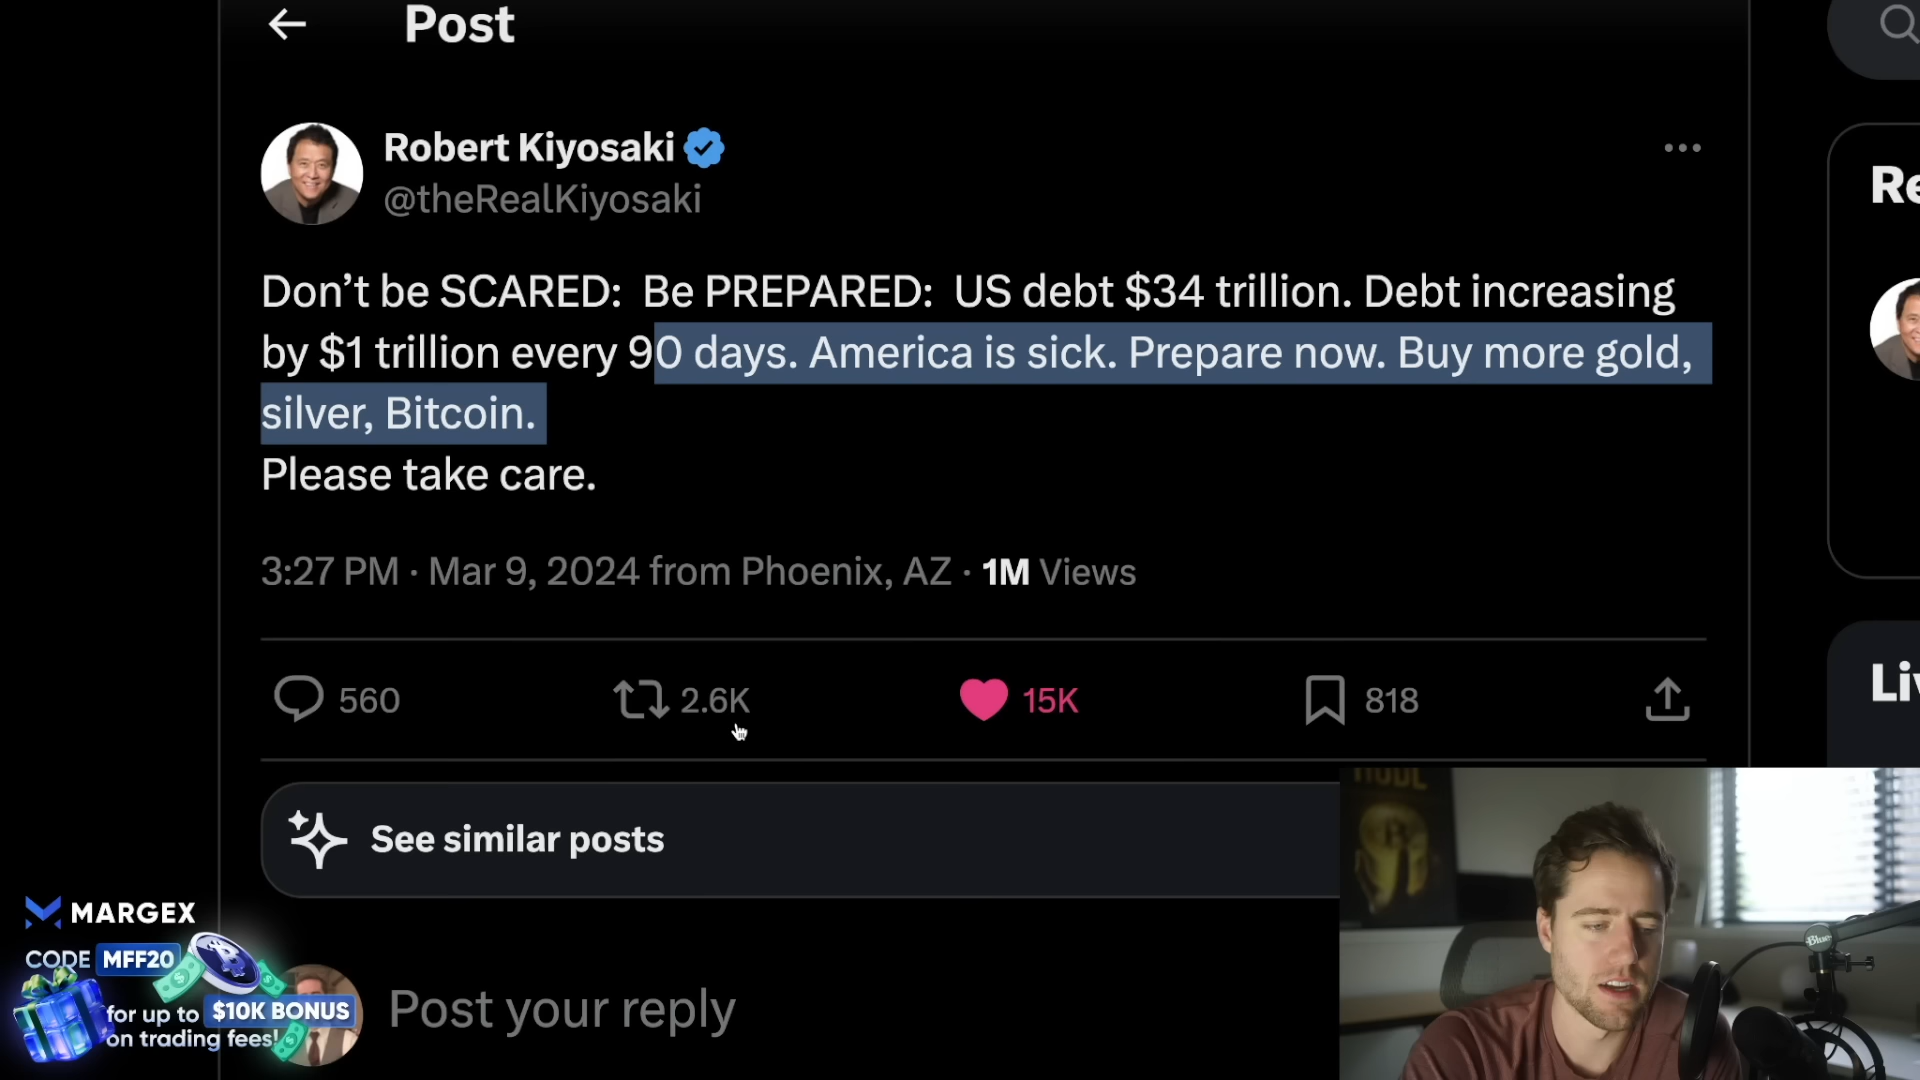 Post
Robert Kiyosaki
@theRealKiyosaki
Don’t be SCARED:  Be PREPARED:  US debt $34 trillion. Debt increasing
by $1 trillion every 90 days. America is sick. Prepare now. Buy more gold,
silver, Bitcoin.
Please take care.
3:27 PM · Mar 9, 2024 from Phoenix, AZ · 1M Views
560
2.6K
15K
818
See similar posts
Post your reply
MARGEX
CODE MFF20
for up to $10K BONUS
on trading fees!
Re
Liv
Blue